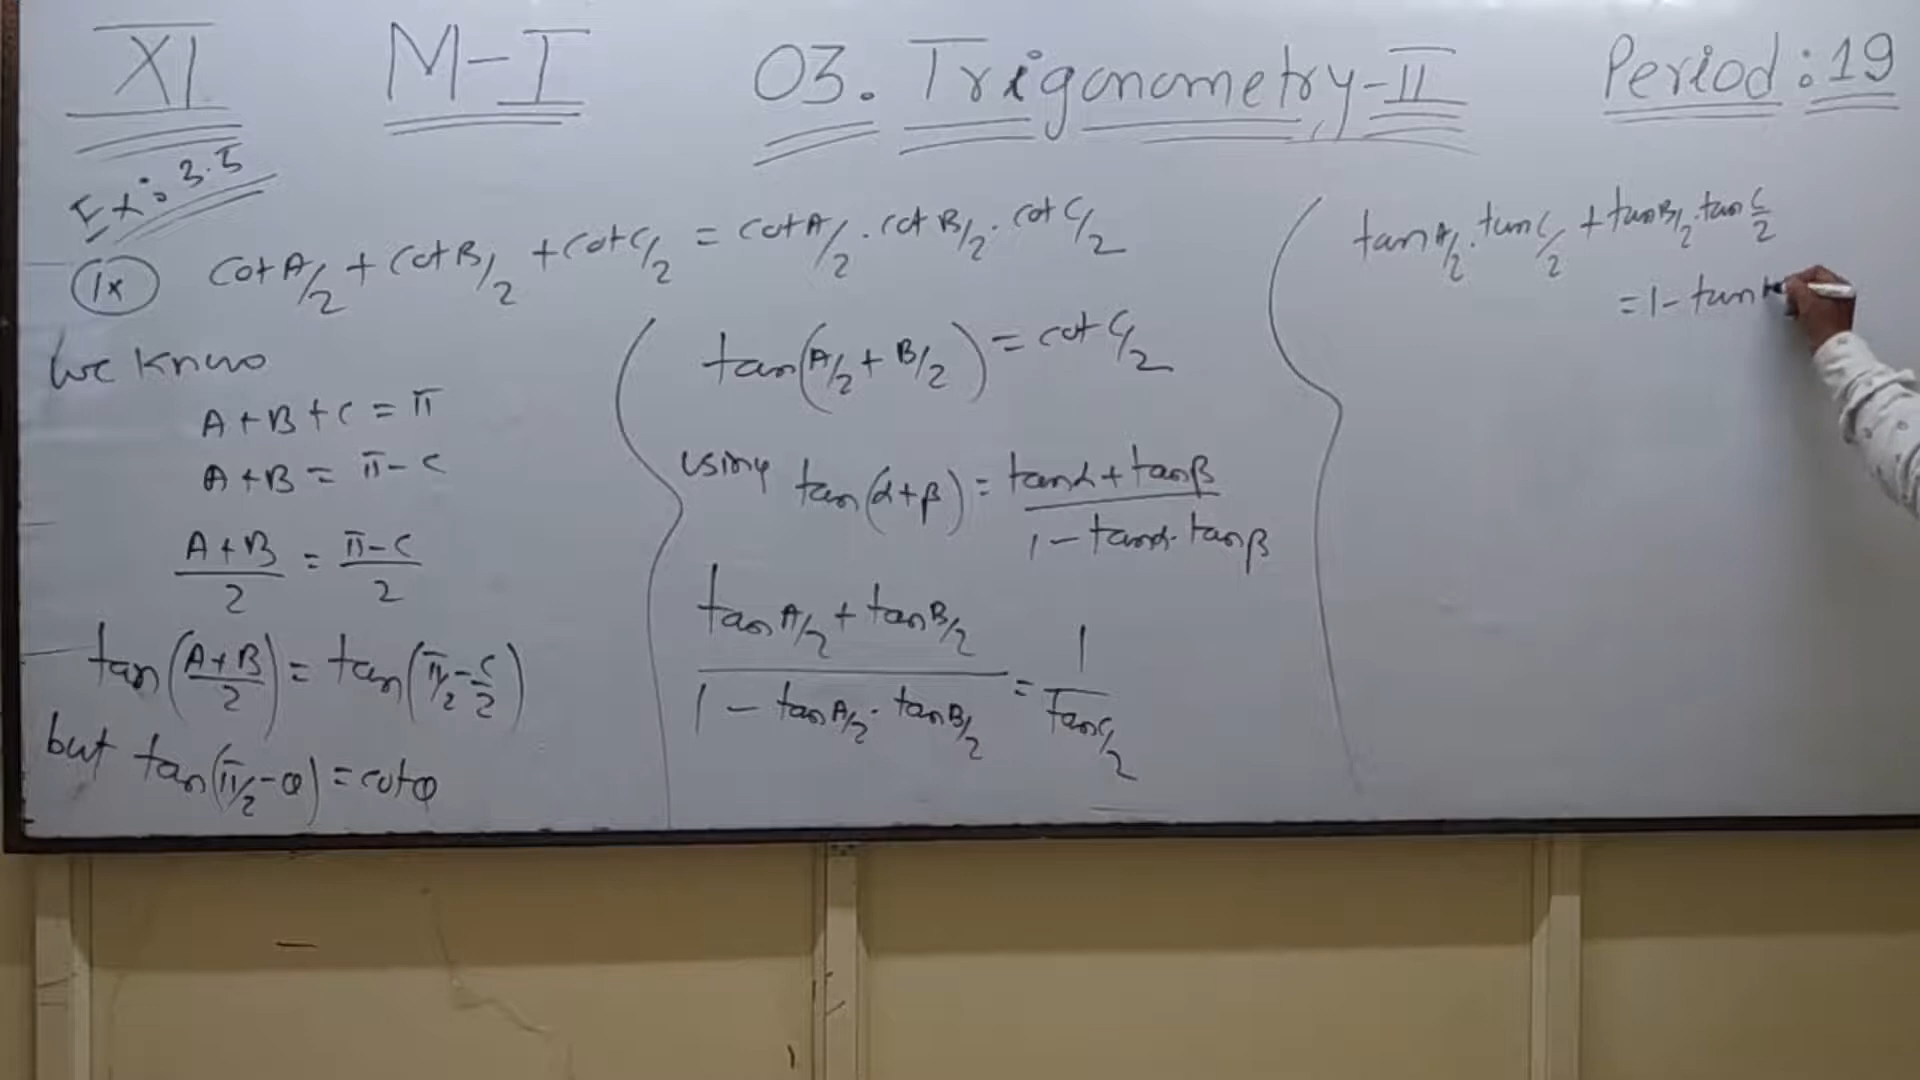 XI M-I 03. Trigonometry-II Period: 19
Ex: 3.5
(ix) cot A/2 + cot B/2 + cot C/2 = cot A/2 . cot B/2 . cot C/2
We know
A+B+C = π
A+B = π-C
(A+B)/2 = (π-C)/2
tan((A+B)/2) = tan(π/2 - C/2)
but tan(π/2-θ) = cotθ
tan(A/2 + B/2) = cot C/2
using tan(α+β) = (tanα + tanβ)/(1 - tanα . tanβ)
(tan A/2 + tan B/2)/(1 - tan A/2 . tan B/2) = 1/(tan C/2)
tan A/2 . tan C/2 + tan B/2 . tan C/2
= 1 - tan